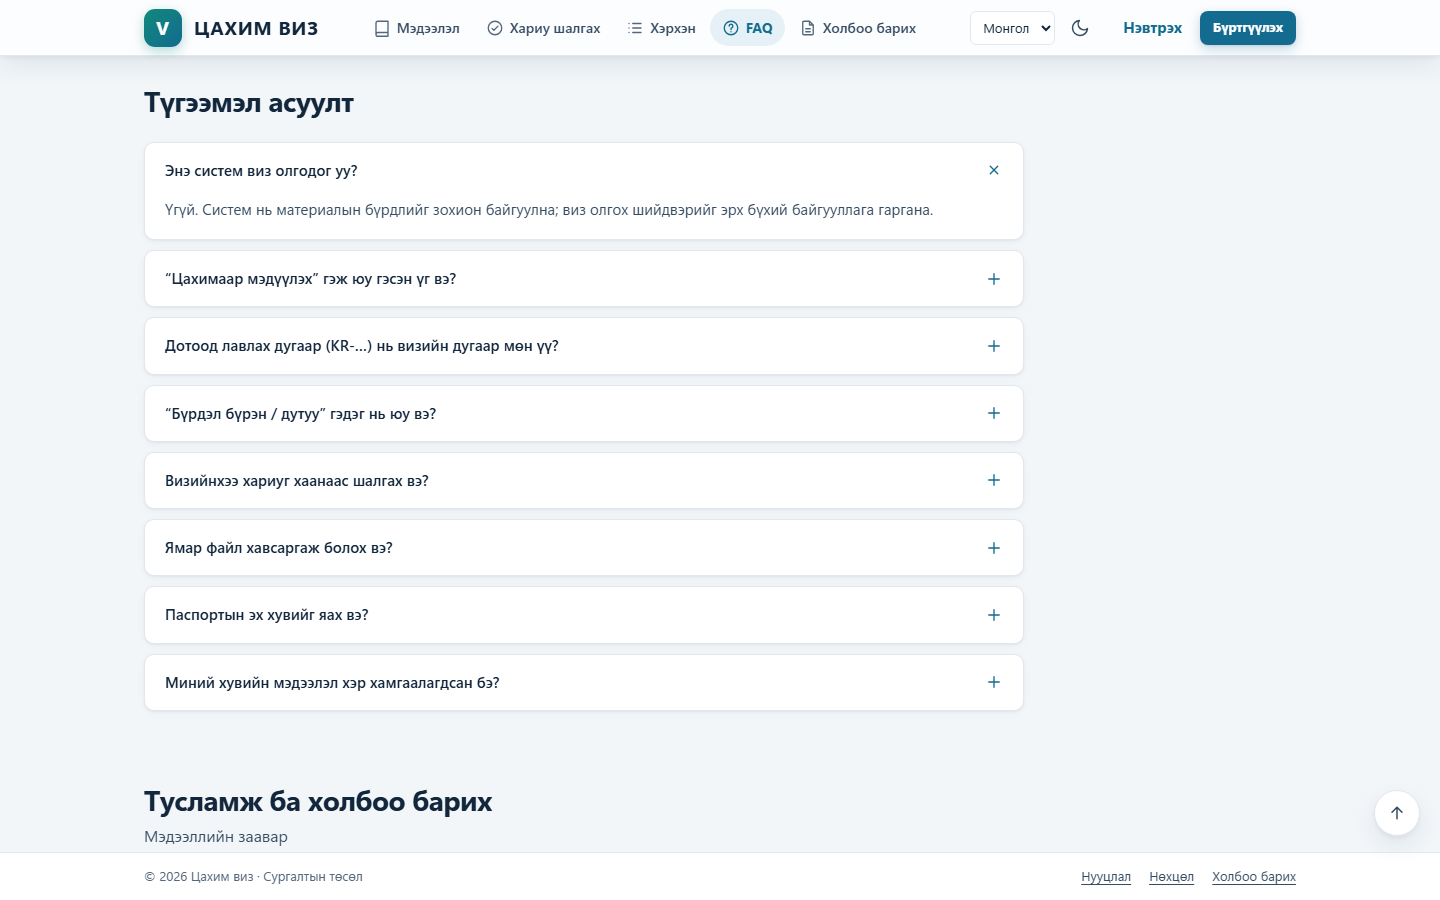 V ЦАХИМ ВИЗ Мэдээлэл Хариу шалгах Хэрхэн FAQ Холбоо барих Монгол Нэвтрэх Бүртгүүлэх
Түгээмэл асуулт
Энэ систем виз олгодог уу?
Үгүй. Систем нь материалын бүрдлийг зохион байгуулна; виз олгох шийдвэрийг эрх бүхий байгууллага гаргана.
“Цахимаар мэдүүлэх” гэж юу гэсэн үг вэ?
Дотоод лавлах дугаар (KR-...) нь визийн дугаар мөн үү?
“Бүрдэл бүрэн / дутуу” гэдэг нь юу вэ?
Визийнхээ хариуг хаанаас шалгах вэ?
Ямар файл хавсаргаж болох вэ?
Паспортын эх хувийг яах вэ?
Миний хувийн мэдээлэл хэр хамгаалагдсан бэ?
Тусламж ба холбоо барих
Мэдээллийн заавар
© 2026 Цахим виз · Сургалтын төсөл Нууцлал Нөхцөл Холбоо барих